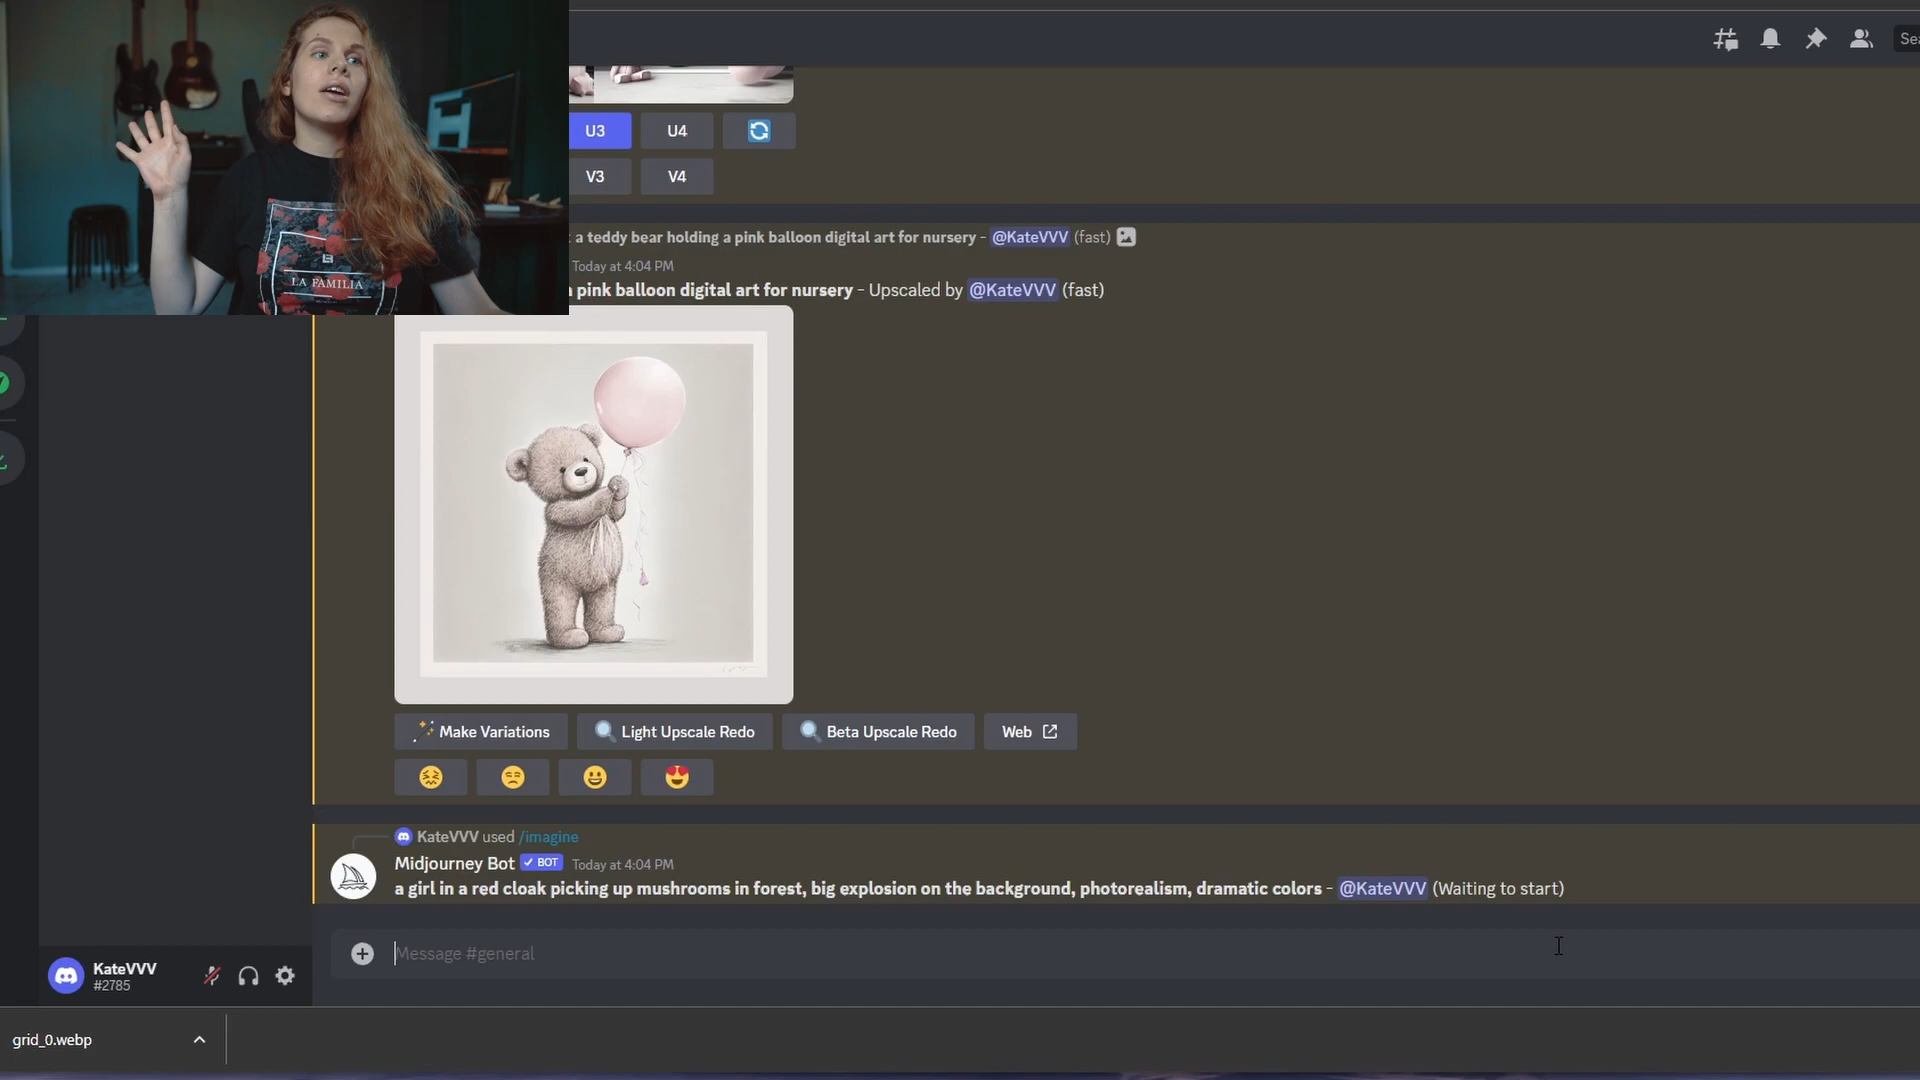 Sea
U3
U4
V3
V4
a teddy bear holding a pink balloon digital art for nursery - @KateVVV (fast)
Today at 4:04 PM
pink balloon digital art for nursery - Upscaled by @KateVVV (fast)
LA FAMILIA
Make Variations
Light Upscale Redo
Beta Upscale Redo
Web
KateVVV used /imagine
Midjourney Bot BOT Today at 4:04 PM
a girl in a red cloak picking up mushrooms in forest, big explosion on the background, photorealism, dramatic colors - @KateVVV (Waiting to start)
Message #general
KateVVV
#2785
grid_0.webp